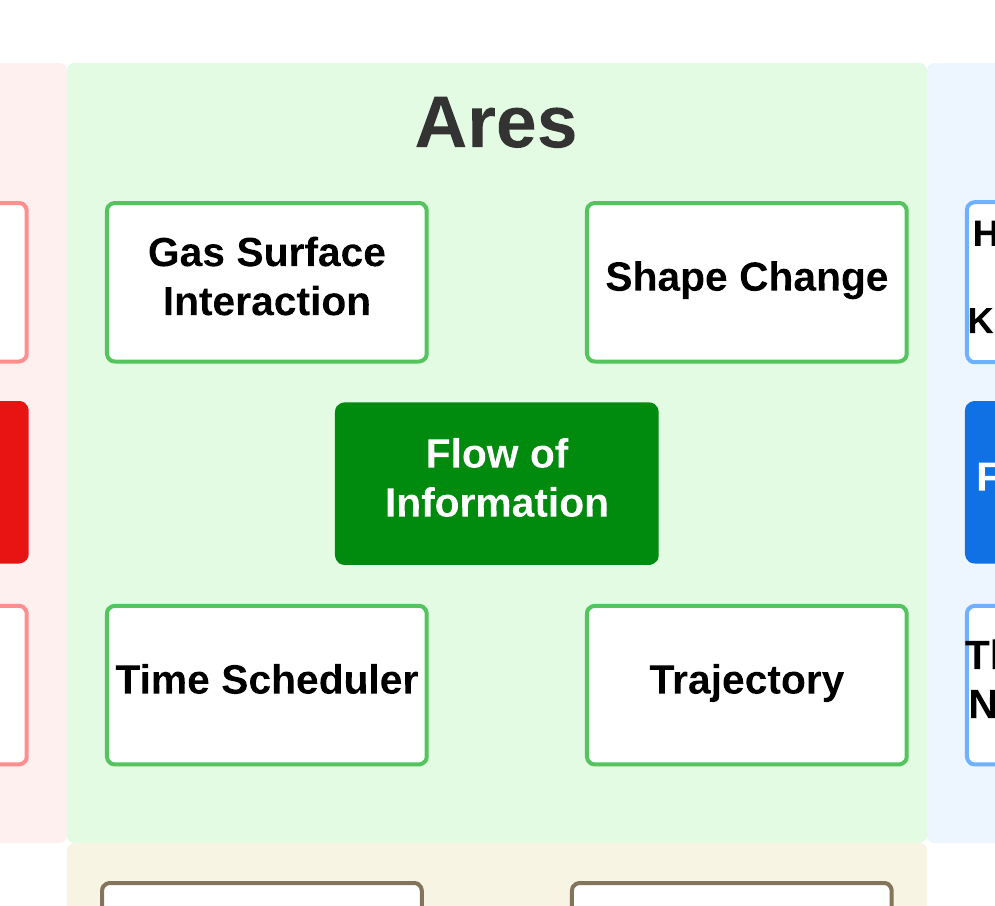 Ares
Gas Surface
Interaction
Shape Change
Flow of
Information
Time Scheduler
Trajectory